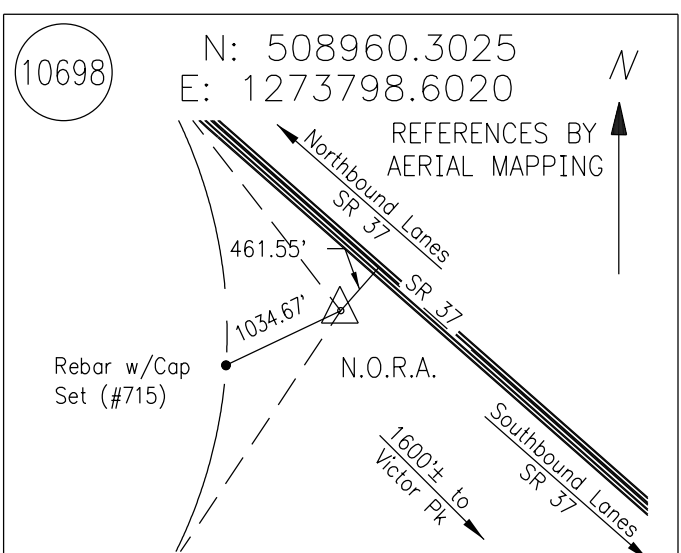 10698
N: 508960.3025
E: 1273798.6020
N
REFERENCES BY
AERIAL MAPPING
Northbound Lanes
SR 37
461.55'
SR 37
1034.67'
N.O.R.A.
Rebar w/Cap
Set (#715)
1600'± to
Victor Pk
Southbound Lanes
SR 37